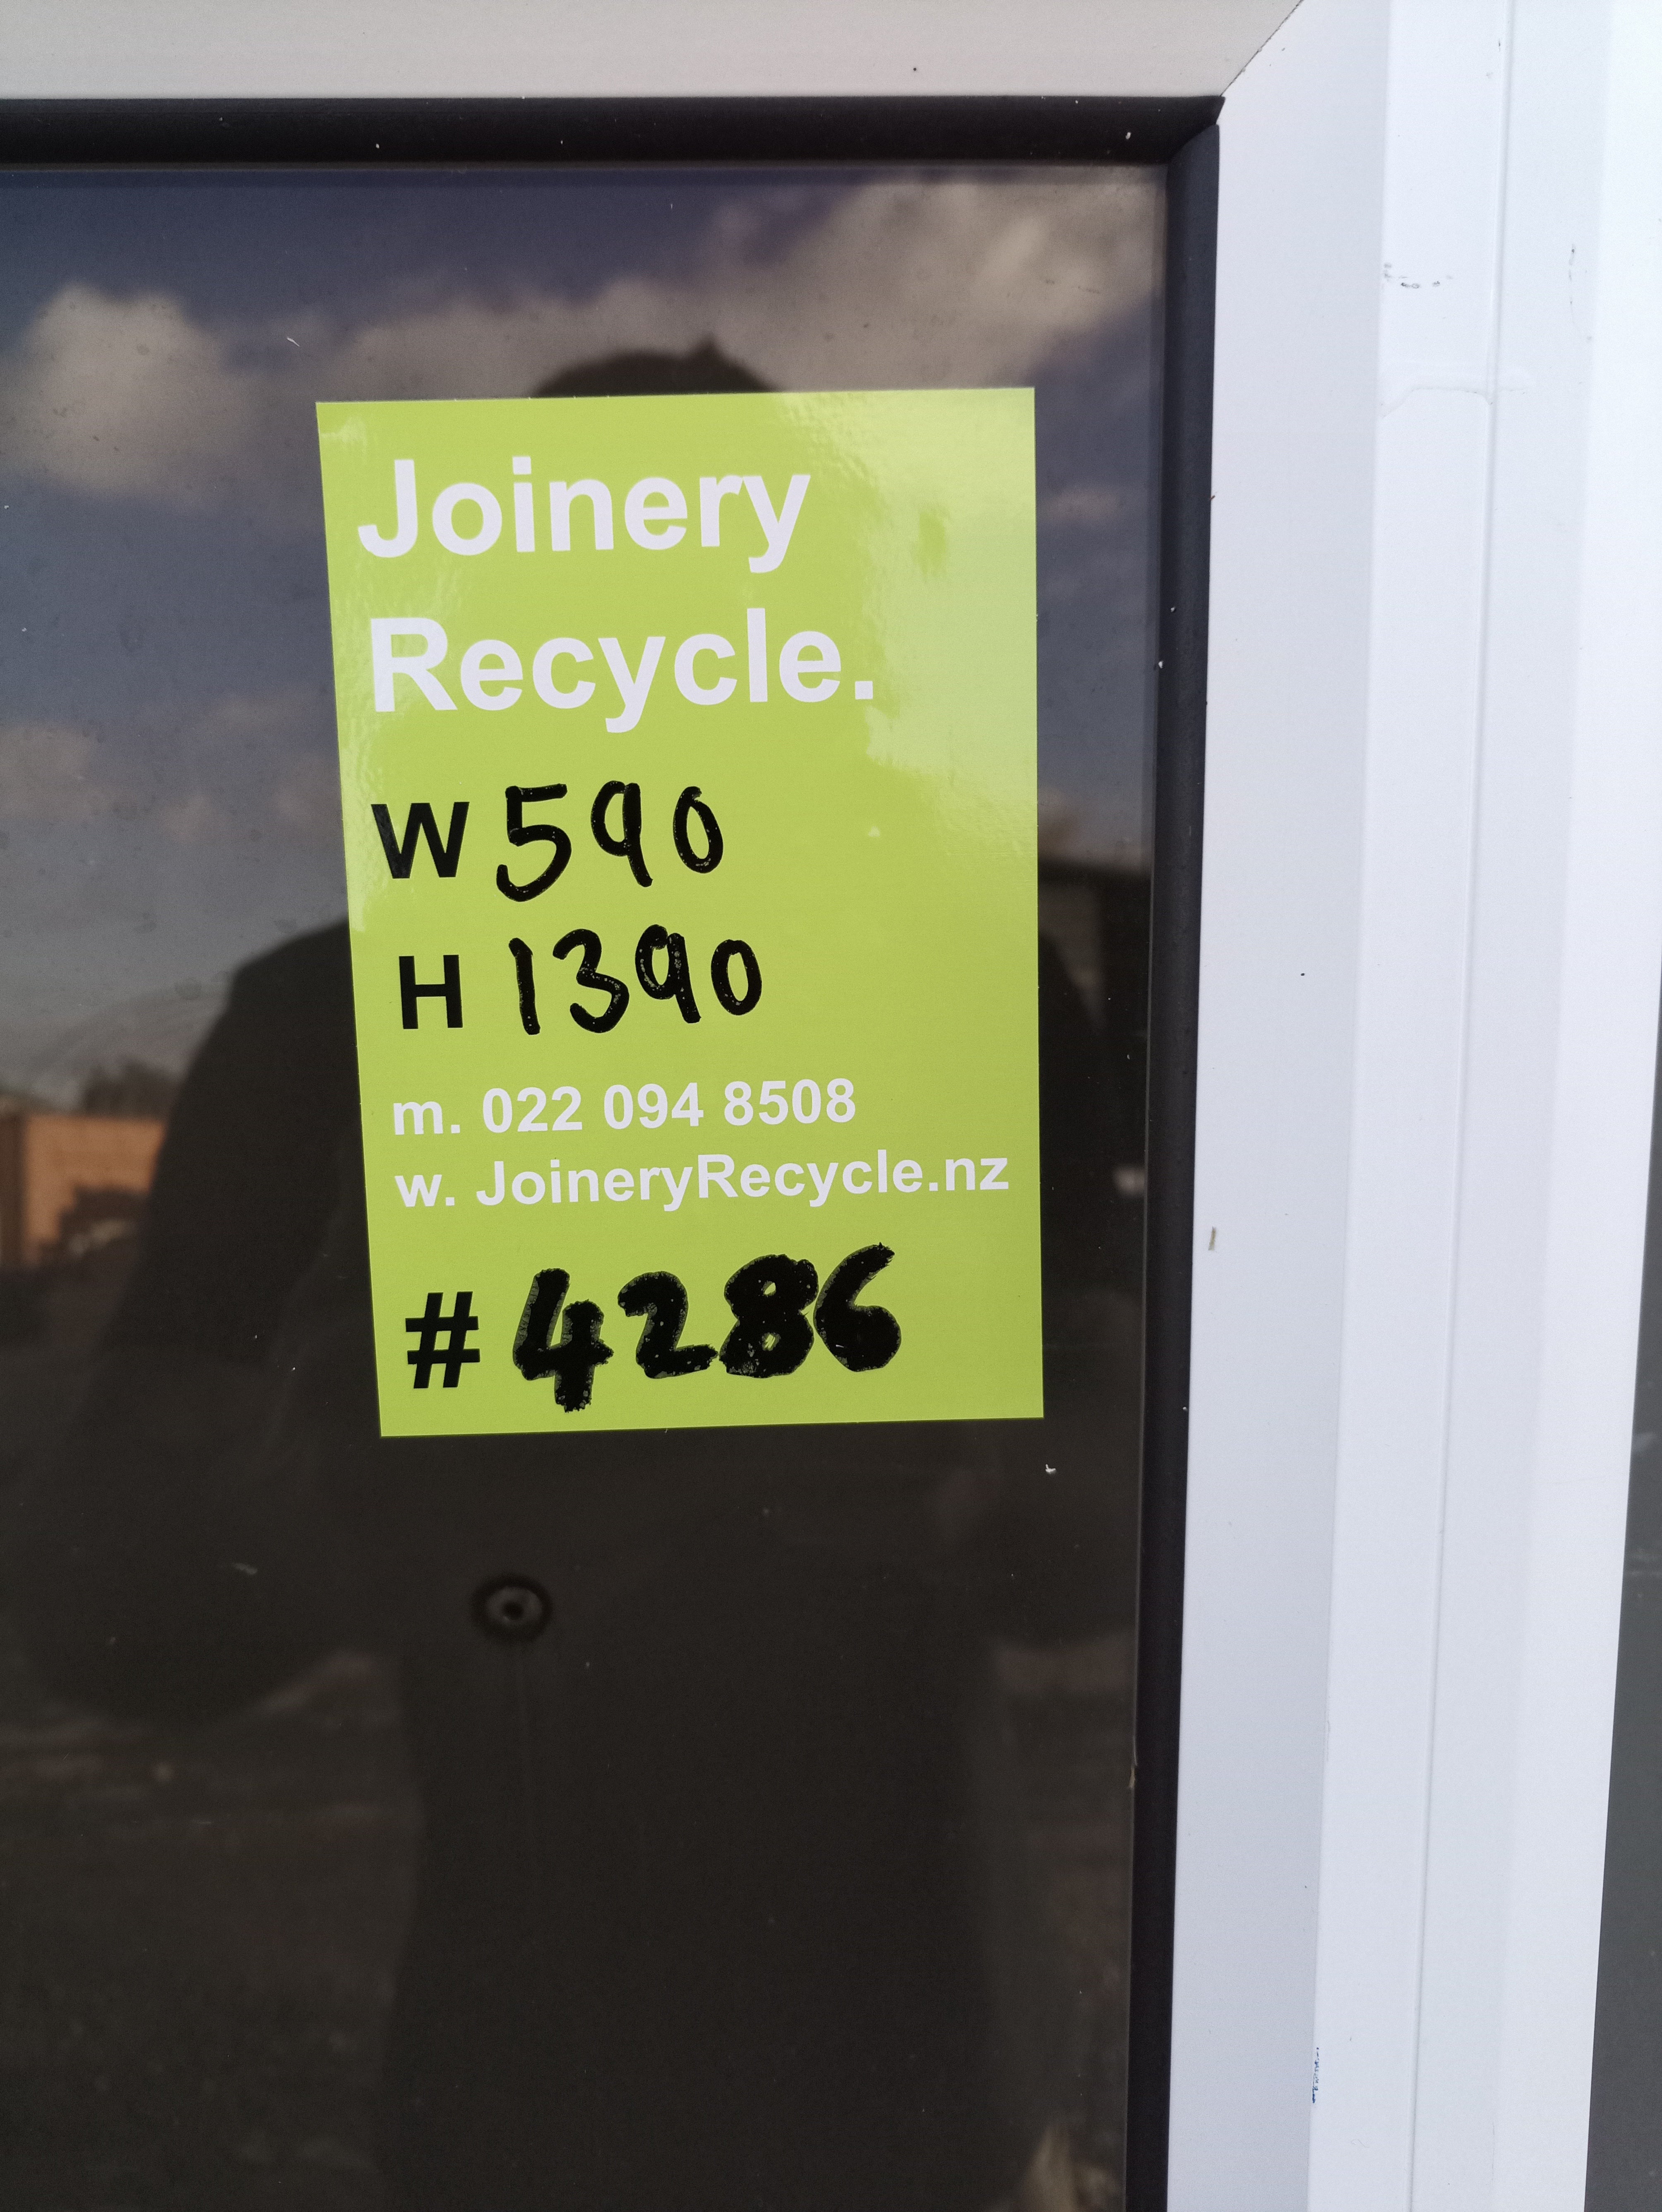 Joinery
Recycle.
W 590
H 1390
m. 022 094 8508
w. JoineryRecycle.nz
# 4286